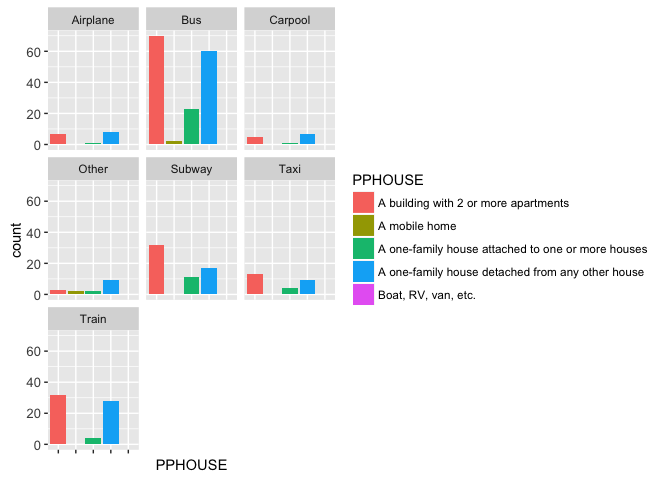 Airplane Bus Carpool
60
40
20
0
Other Subway Taxi
60
40
20
0
Train
60
40
20
0
count
PPHOUSE
PPHOUSE
A building with 2 or more apartments
A mobile home
A one-family house attached to one or more houses
A one-family house detached from any other house
Boat, RV, van, etc.